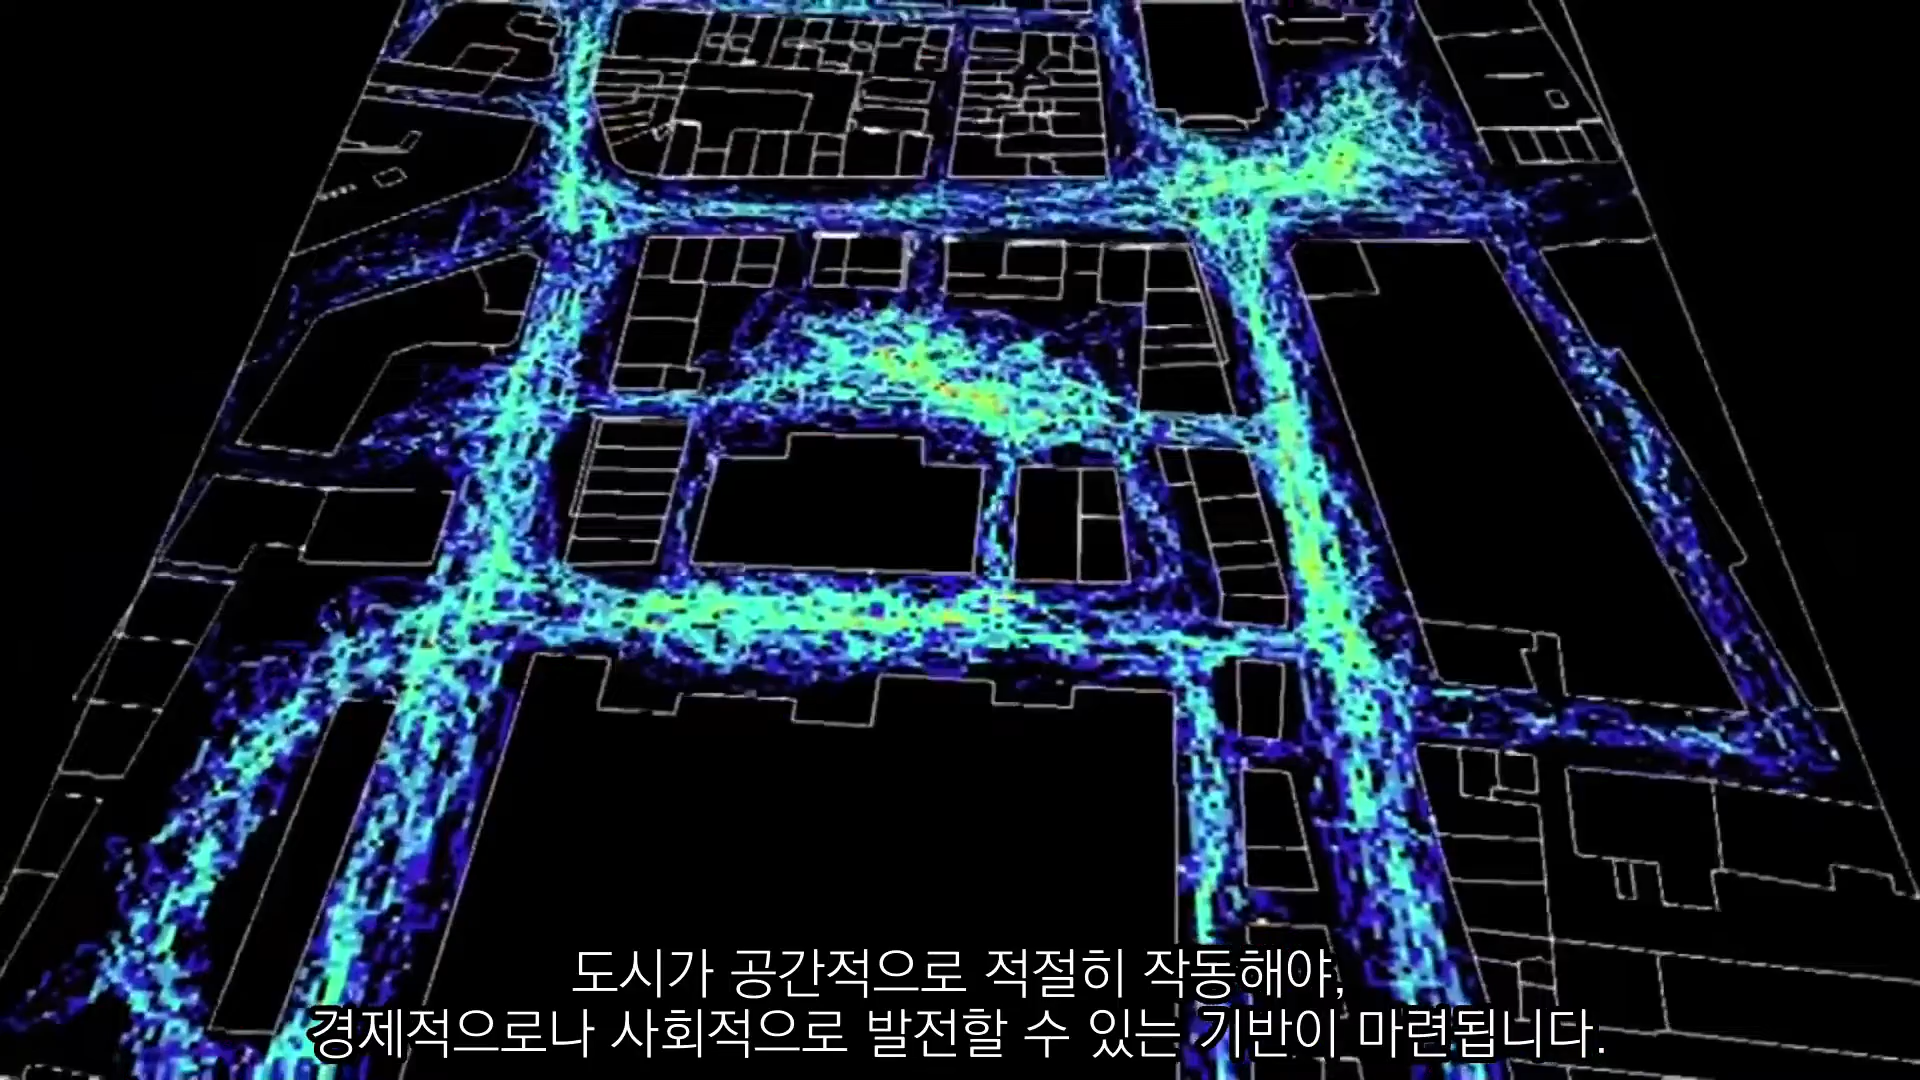 도시가 공간적으로 적절히 작동해야,
경제적으로나 사회적으로 발전할 수 있는 기반이 마련됩니다.